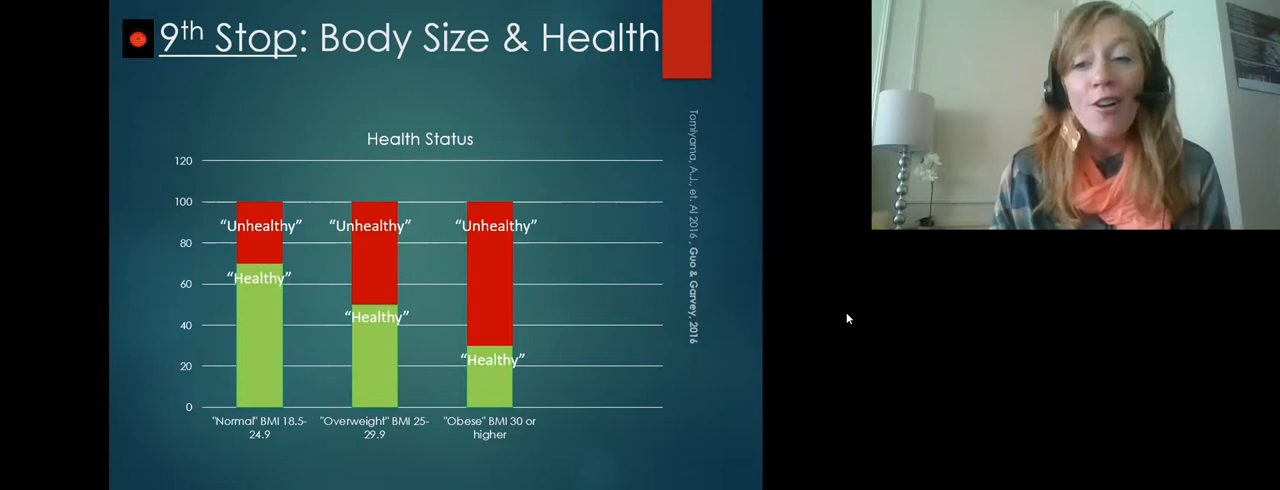 9th Stop: Body Size & Health
Health Status
120
100
80
60
40
20
0
“Unhealthy”
“Unhealthy”
“Unhealthy”
“Healthy”
“Healthy”
“Healthy”
"Normal" BMI 18.5-
24.9
"Overweight" BMI 25-
29.9
"Obese" BMI 30 or
higher
Tomiyama, A.J., et. Al 2016 , Guo & Garvey, 2016